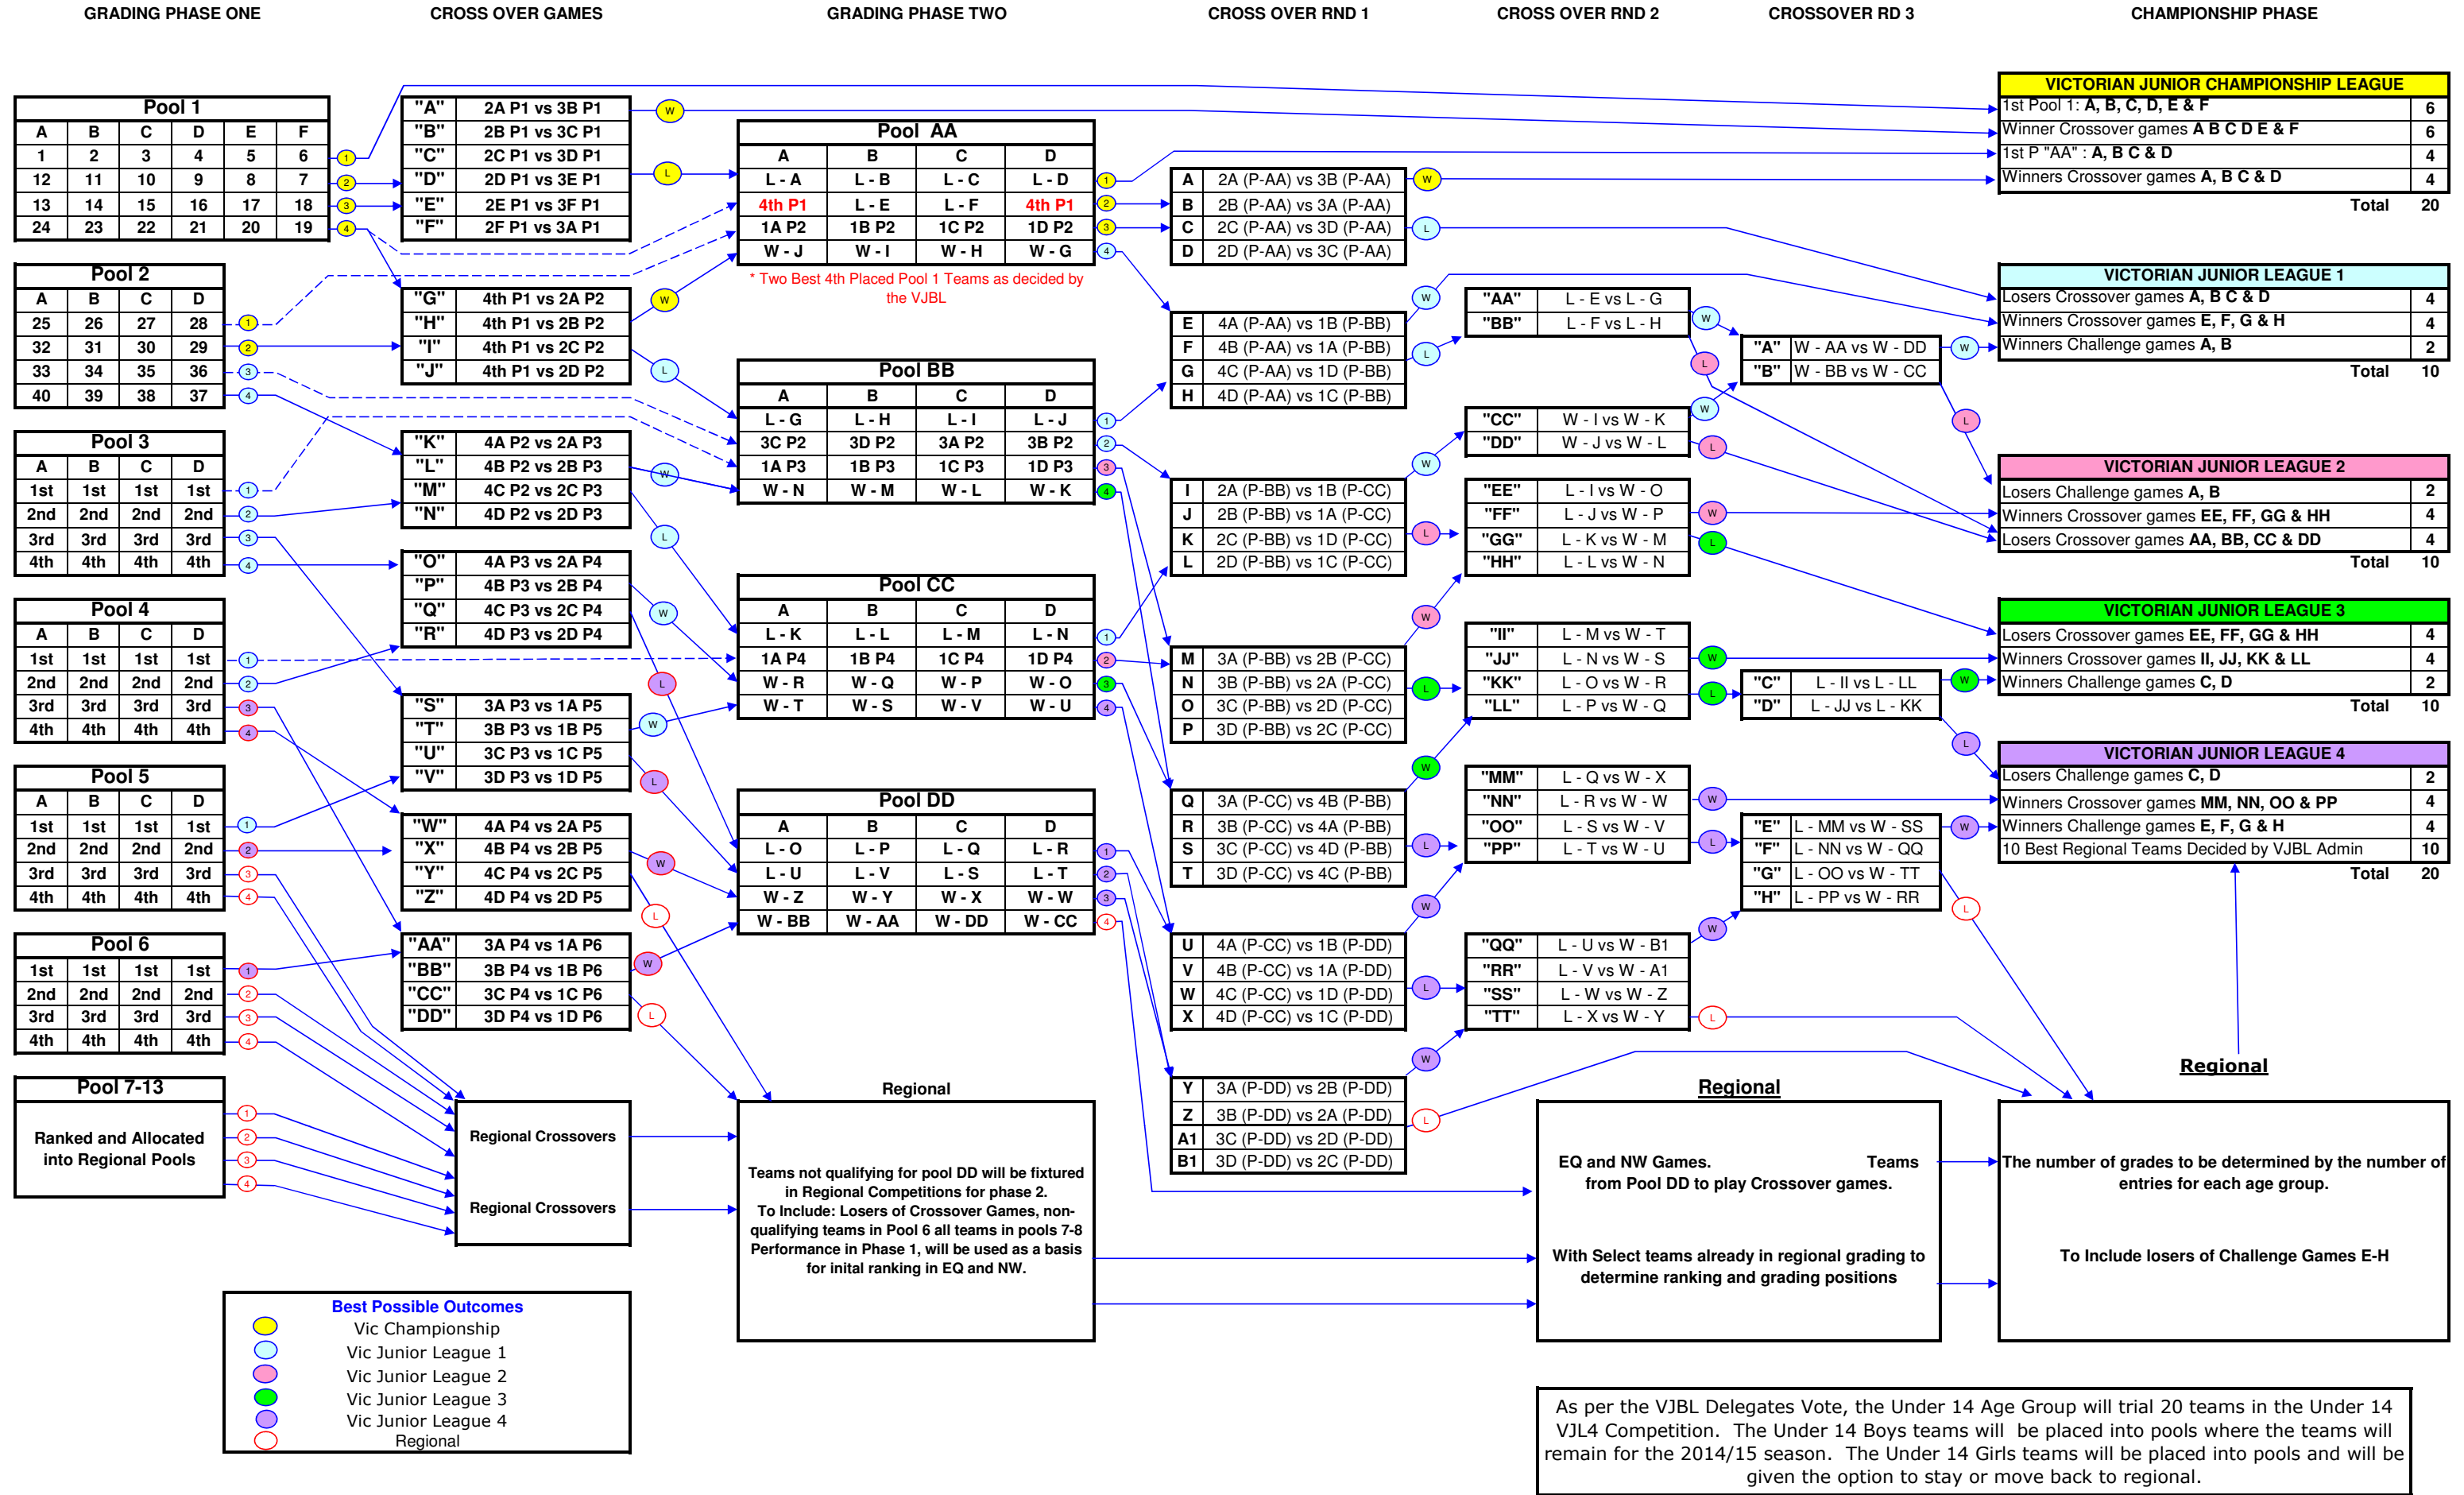 GRADING PHASE ONE
CROSS OVER GAMES
GRADING PHASE TWO
CROSS OVER RND 1
CROSS OVER RND 2
CROSSOVER RD 3
CHAMPIONSHIP PHASE
Pool 1
A B C D E F
1 2 3 4 5 6
12 11 10 9 8 7
13 14 15 16 17 18
24 23 22 21 20 19
1
2
3
4
Pool 2
A B C D
25 26 27 28
32 31 30 29
33 34 35 36
40 39 38 37
1
2
3
4
Pool 3
A B C D
1st 1st 1st 1st
2nd 2nd 2nd 2nd
3rd 3rd 3rd 3rd
4th 4th 4th 4th
1
2
3
4
Pool 4
A B C D
1st 1st 1st 1st
2nd 2nd 2nd 2nd
3rd 3rd 3rd 3rd
4th 4th 4th 4th
1
2
3
4
Pool 5
A B C D
1st 1st 1st 1st
2nd 2nd 2nd 2nd
3rd 3rd 3rd 3rd
4th 4th 4th 4th
1
2
3
4
Pool 6
1st 1st 1st 1st
2nd 2nd 2nd 2nd
3rd 3rd 3rd 3rd
4th 4th 4th 4th
1
2
3
4
Pool 7-13
Ranked and Allocated
into Regional Pools
1
2
3
4
"A" 2A P1 vs 3B P1
"B" 2B P1 vs 3C P1
"C" 2C P1 vs 3D P1
"D" 2D P1 vs 3E P1
"E" 2E P1 vs 3F P1
"F" 2F P1 vs 3A P1
W
L
"G" 4th P1 vs 2A P2
"H" 4th P1 vs 2B P2
"I" 4th P1 vs 2C P2
"J" 4th P1 vs 2D P2
W
L
"K" 4A P2 vs 2A P3
"L" 4B P2 vs 2B P3
"M" 4C P2 vs 2C P3
"N" 4D P2 vs 2D P3
W
L
"O" 4A P3 vs 2A P4
"P" 4B P3 vs 2B P4
"Q" 4C P3 vs 2C P4
"R" 4D P3 vs 2D P4
W
L
"S" 3A P3 vs 1A P5
"T" 3B P3 vs 1B P5
"U" 3C P3 vs 1C P5
"V" 3D P3 vs 1D P5
W
L
"W" 4A P4 vs 2A P5
"X" 4B P4 vs 2B P5
"Y" 4C P4 vs 2C P5
"Z" 4D P4 vs 2D P5
W
L
"AA" 3A P4 vs 1A P6
"BB" 3B P4 vs 1B P6
"CC" 3C P4 vs 1C P6
"DD" 3D P4 vs 1D P6
W
L
Regional Crossovers
Regional Crossovers
Pool AA
A B C D
L - A L - B L - C L - D
4th P1 L - E L - F 4th P1
1A P2 1B P2 1C P2 1D P2
W - J W - I W - H W - G
1
2
3
4
* Two Best 4th Placed Pool 1 Teams as decided by
the VJBL
Pool BB
A B C D
L - G L - H L - I L - J
3C P2 3D P2 3A P2 3B P2
1A P3 1B P3 1C P3 1D P3
W - N W - M W - L W - K
1
2
3
4
Pool CC
A B C D
L - K L - L L - M L - N
1A P4 1B P4 1C P4 1D P4
W - R W - Q W - P W - O
W - T W - S W - V W - U
1
2
3
4
Pool DD
A B C D
L - O L - P L - Q L - R
L - U L - V L - S L - T
W - Z W - Y W - X W - W
W - BB W - AA W - DD W - CC
1
2
3
4
Regional
Teams not qualifying for pool DD will be fixtured
in Regional Competitions for phase 2.
To Include: Losers of Crossover Games, non-
qualifying teams in Pool 6 all teams in pools 7-8
Performance in Phase 1, will be used as a basis
for inital ranking in EQ and NW.
A 2A (P-AA) vs 3B (P-AA)
B 2B (P-AA) vs 3A (P-AA)
C 2C (P-AA) vs 3D (P-AA)
D 2D (P-AA) vs 3C (P-AA)
W
L
E 4A (P-AA) vs 1B (P-BB)
F 4B (P-AA) vs 1A (P-BB)
G 4C (P-AA) vs 1D (P-BB)
H 4D (P-AA) vs 1C (P-BB)
W
L
I 2A (P-BB) vs 1B (P-CC)
J 2B (P-BB) vs 1A (P-CC)
K 2C (P-BB) vs 1D (P-CC)
L 2D (P-BB) vs 1C (P-CC)
W
L
M 3A (P-BB) vs 2B (P-CC)
N 3B (P-BB) vs 2A (P-CC)
O 3C (P-BB) vs 2D (P-CC)
P 3D (P-BB) vs 2C (P-CC)
W
L
Q 3A (P-CC) vs 4B (P-BB)
R 3B (P-CC) vs 4A (P-BB)
S 3C (P-CC) vs 4D (P-BB)
T 3D (P-CC) vs 4C (P-BB)
W
L
U 4A (P-CC) vs 1B (P-DD)
V 4B (P-CC) vs 1A (P-DD)
W 4C (P-CC) vs 1D (P-DD)
X 4D (P-CC) vs 1C (P-DD)
W
L
Y 3A (P-DD) vs 2B (P-DD)
Z 3B (P-DD) vs 2A (P-DD)
A1 3C (P-DD) vs 2D (P-DD)
B1 3D (P-DD) vs 2C (P-DD)
W
L
"AA" L - E vs L - G
"BB" L - F vs L - H
W
L
"CC" W - I vs W - K
"DD" W - J vs W - L
W
L
"EE" L - I vs W - O
"FF" L - J vs W - P
"GG" L - K vs W - M
"HH" L - L vs W - N
W
L
"II" L - M vs W - T
"JJ" L - N vs W - S
"KK" L - O vs W - R
"LL" L - P vs W - Q
W
L
"MM" L - Q vs W - X
"NN" L - R vs W - W
"OO" L - S vs W - V
"PP" L - T vs W - U
W
L
"QQ" L - U vs W - B1
"RR" L - V vs W - A1
"SS" L - W vs W - Z
"TT" L - X vs W - Y
W
L
"A" W - AA vs W - DD
"B" W - BB vs W - CC
W
L
"C" L - II vs L - LL
"D" L - JJ vs L - KK
W
L
"E" L - MM vs W - SS
"F" L - NN vs W - QQ
"G" L - OO vs W - TT
"H" L - PP vs W - RR
W
L
Regional
EQ and NW Games. Teams
from Pool DD to play Crossover games.
With Select teams already in regional grading to
determine ranking and grading positions
VICTORIAN JUNIOR CHAMPIONSHIP LEAGUE
1st Pool 1: A, B, C, D, E & F 6
Winner Crossover games A B C D E & F 6
1st P "AA" : A, B C & D 4
Winners Crossover games A, B C & D 4
Total 20
VICTORIAN JUNIOR LEAGUE 1
Losers Crossover games A, B C & D 4
Winners Crossover games E, F, G & H 4
Winners Challenge games A, B 2
Total 10
VICTORIAN JUNIOR LEAGUE 2
Losers Challenge games A, B 2
Winners Crossover games EE, FF, GG & HH 4
Losers Crossover games AA, BB, CC & DD 4
Total 10
VICTORIAN JUNIOR LEAGUE 3
Losers Crossover games EE, FF, GG & HH 4
Winners Crossover games II, JJ, KK & LL 4
Winners Challenge games C, D 2
Total 10
VICTORIAN JUNIOR LEAGUE 4
Losers Challenge games C, D 2
Winners Crossover games MM, NN, OO & PP 4
Winners Challenge games E, F, G & H 4
10 Best Regional Teams Decided by VJBL Admin 10
Total 20
Regional
The number of grades to be determined by the number of
entries for each age group.
To Include losers of Challenge Games E-H
Best Possible Outcomes
Vic Championship
Vic Junior League 1
Vic Junior League 2
Vic Junior League 3
Vic Junior League 4
Regional
As per the VJBL Delegates Vote, the Under 14 Age Group will trial 20 teams in the Under 14
VJL4 Competition. The Under 14 Boys teams will be placed into pools where the teams will
remain for the 2014/15 season. The Under 14 Girls teams will be placed into pools and will be
given the option to stay or move back to regional.